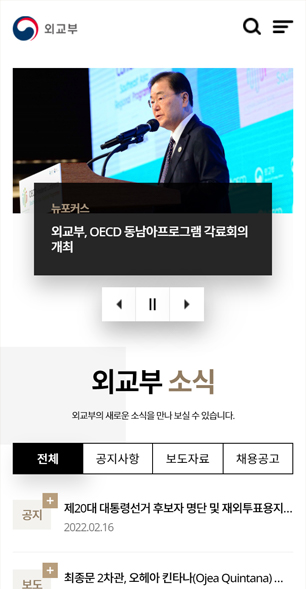 외교부
뉴포커스
외교부, OECD 동남아프로그램 각료회의
개최
외교부 소식
외교부의 새로운 소식을 만나 보실 수 있습니다.
전체 공지사항 보도자료 채용공고
공지 + 제20대 대통령선거 후보자 명단 및 재외투표용지...
2022.02.16
보도 + 최종문 2차관, 오헤아 킨타나(Ojea Quintana) ...